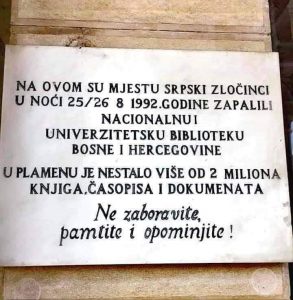 NA OVOM SU MJESTU SRPSKI ZLOČINCI
U NOĆI 25/26 8 1992.GODINE ZAPALILI
NACIONALNU I
UNIVERZITETSKU BIBLIOTEKU
BOSNE I HERCEGOVINE
U PLAMENU JE NESTALO VIŠE OD 2 MILIONA
KNJIGA,ČASOPISA I DOKUMENATA
Ne zaboravite,
pamtite i opominjite !